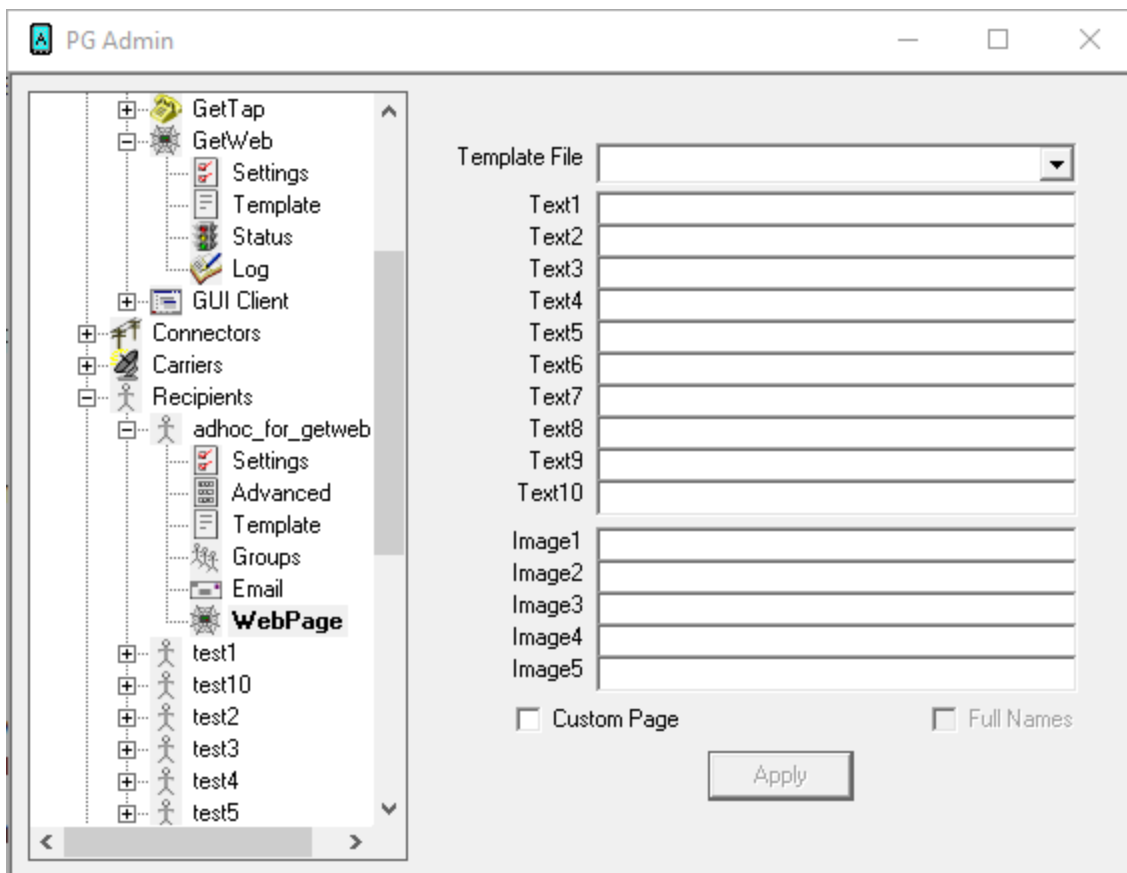 PG Admin
GetTap
GetWeb
Settings
Template
Status
Log
GUI Client
Connectors
Carriers
Recipients
adhoc_for_getweb
Settings
Advanced
Template
Groups
Email
WebPage
test1
test10
test2
test3
test4
test5
Template File
Text1
Text2
Text3
Text4
Text5
Text6
Text7
Text8
Text9
Text10
Image1
Image2
Image3
Image4
Image5
Custom Page
Full Names
Apply